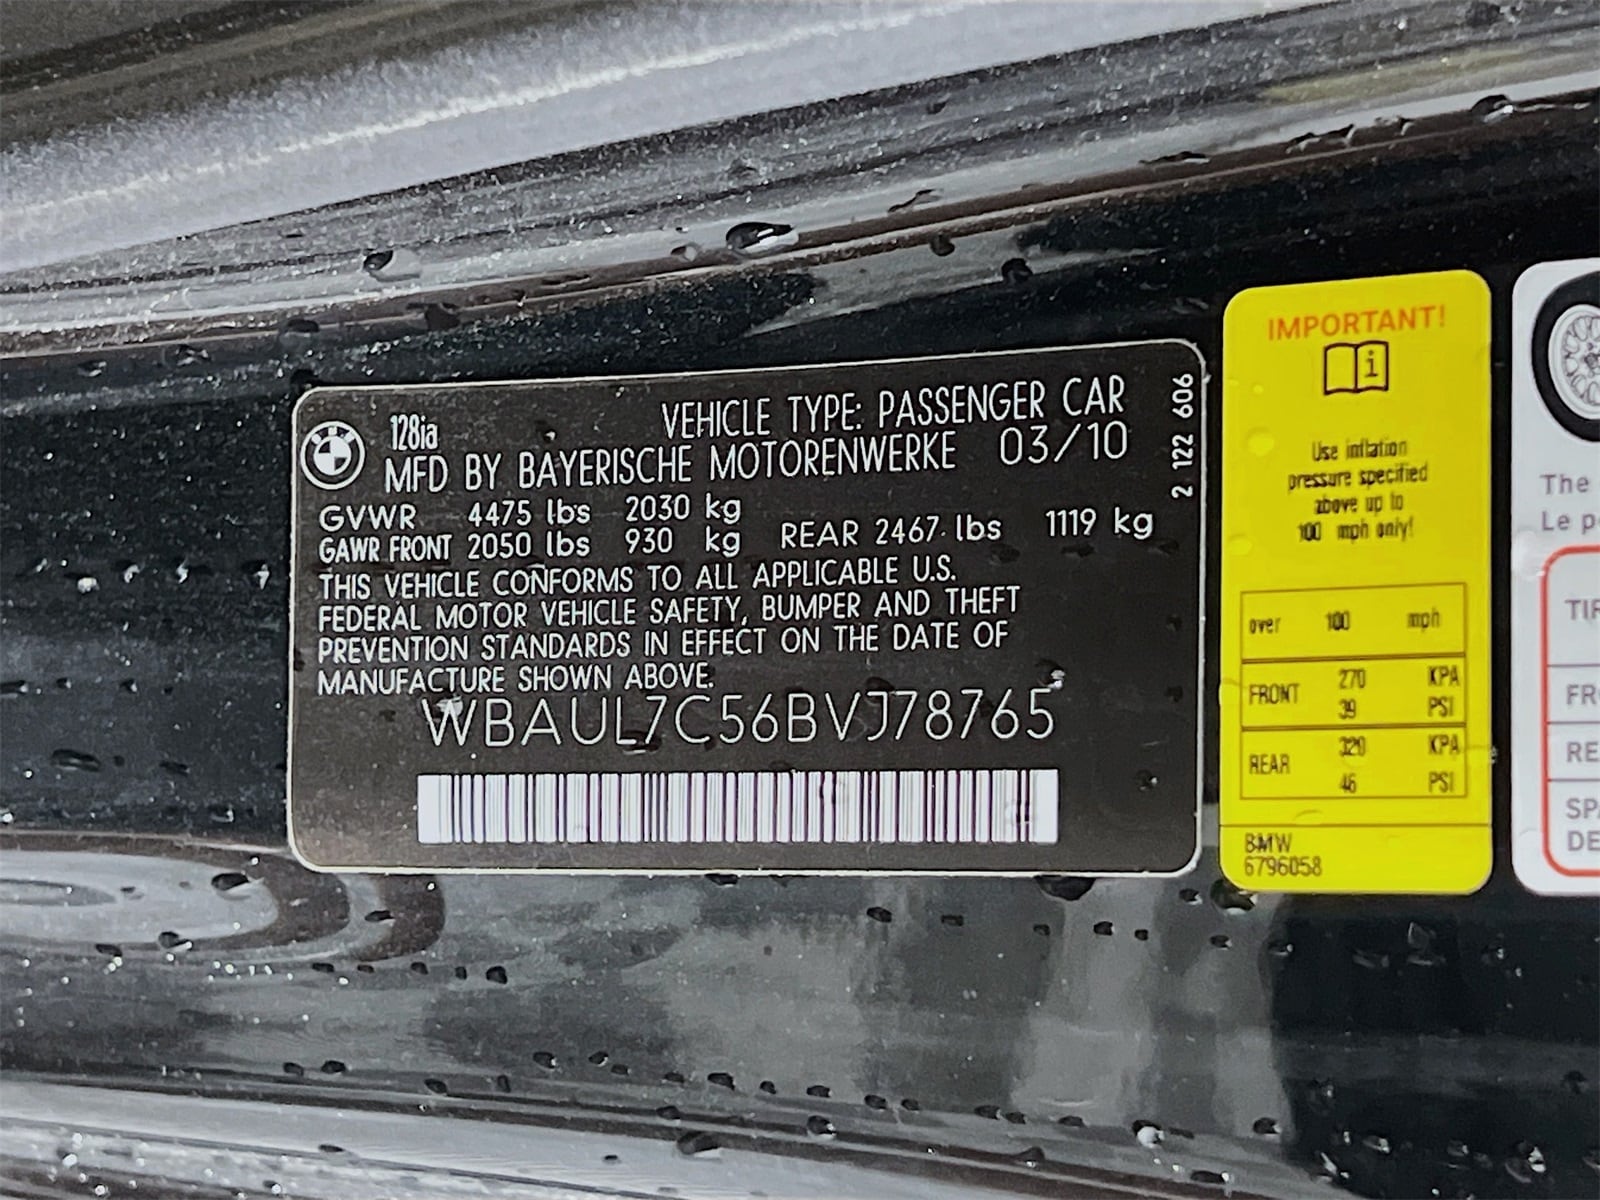 128ia
VEHICLE TYPE: PASSENGER CAR
MFD BY BAYERISCHE MOTORENWERKE 03/10
GVWR 4475 lbs 2030 kg
GAWR FRONT 2050 lbs 930 kg REAR 2467 lbs 1119 kg
THIS VEHICLE CONFORMS TO ALL APPLICABLE U.S.
FEDERAL MOTOR VEHICLE SAFETY, BUMPER AND THEFT
PREVENTION STANDARDS IN EFFECT ON THE DATE OF
MANUFACTURE SHOWN ABOVE.
WBAUL7C56BVJ78765
2 122 606
IMPORTANT!
i
Use inflation
pressure specified
above up to
100 mph only!
over 100 mph
FRONT 270 KPA
39 PSI
REAR 320 KPA
46 PSI
BMW
6796058
The
Le